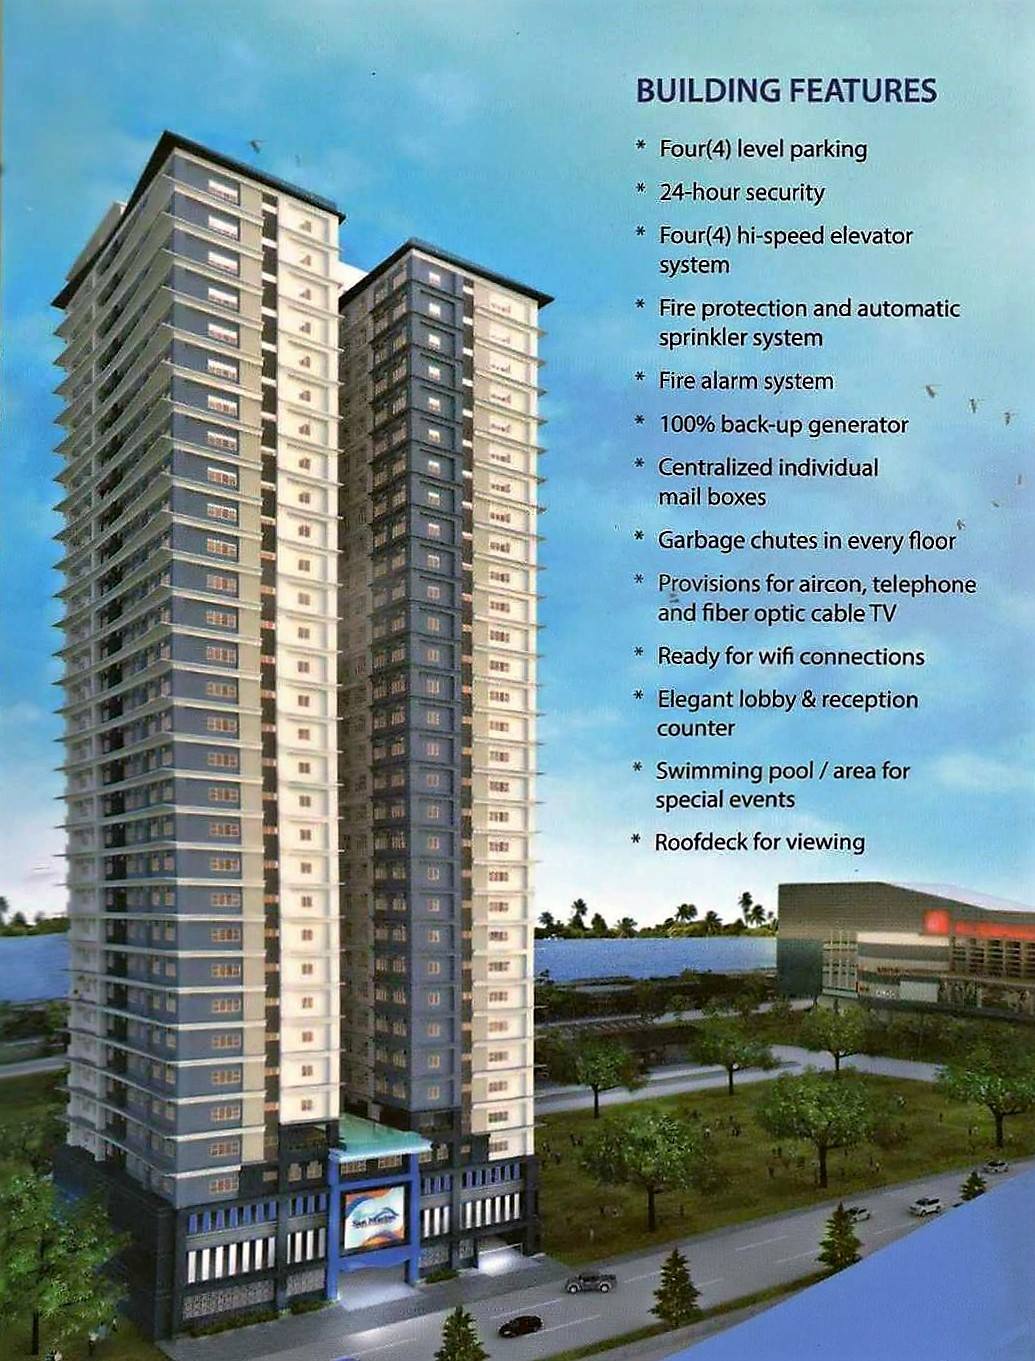 BUILDING FEATURES
* Four(4) level parking
* 24-hour security
* Four(4) hi-speed elevator
system
* Fire protection and automatic
sprinkler system
* Fire alarm system
* 100% back-up generator
* Centralized individual
mail boxes
* Garbage chutes in every floor
* Provisions for aircon, telephone
and fiber optic cable TV
* Ready for wifi connections
* Elegant lobby & reception
counter
* Swimming pool / area for
special events
* Roofdeck for viewing